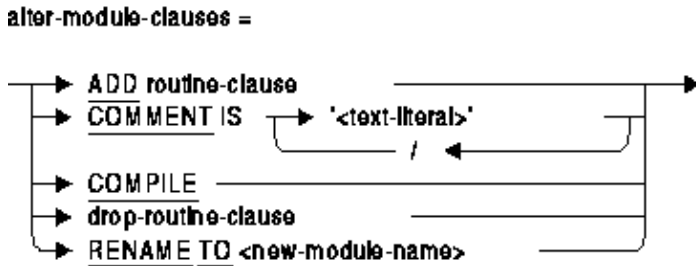 alter-module-clauses =
ADD routine-clause
COMMENT IS '<text-literal>'
/
COMPILE
drop-routine-clause
RENAME TO <new-module-name>